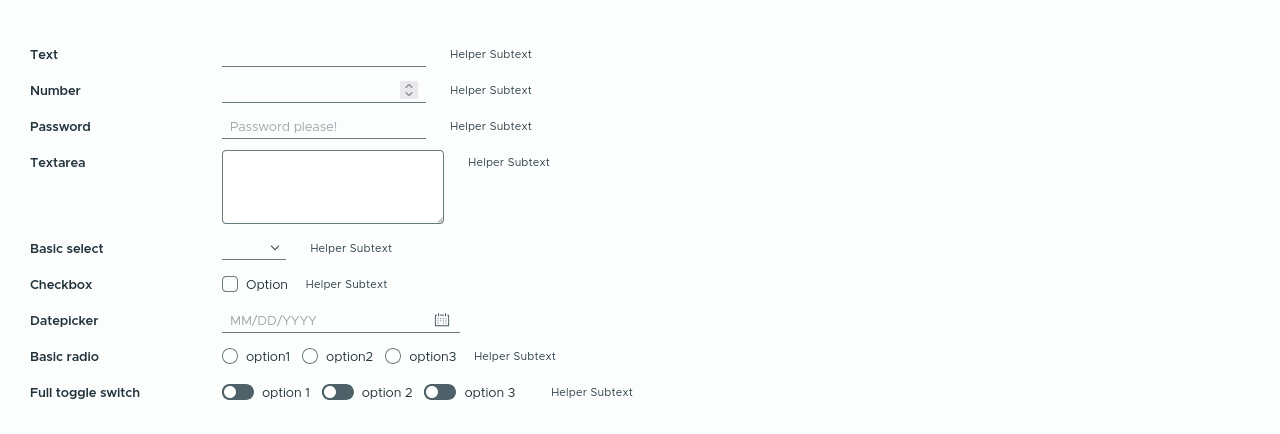 Text Helper Subtext
Number Helper Subtext
Password Password please! Helper Subtext
Textarea Helper Subtext
Basic select Helper Subtext
Checkbox Option Helper Subtext
Datepicker MM/DD/YYYY
Basic radio option1 option2 option3 Helper Subtext
Full toggle switch option 1 option 2 option 3 Helper Subtext